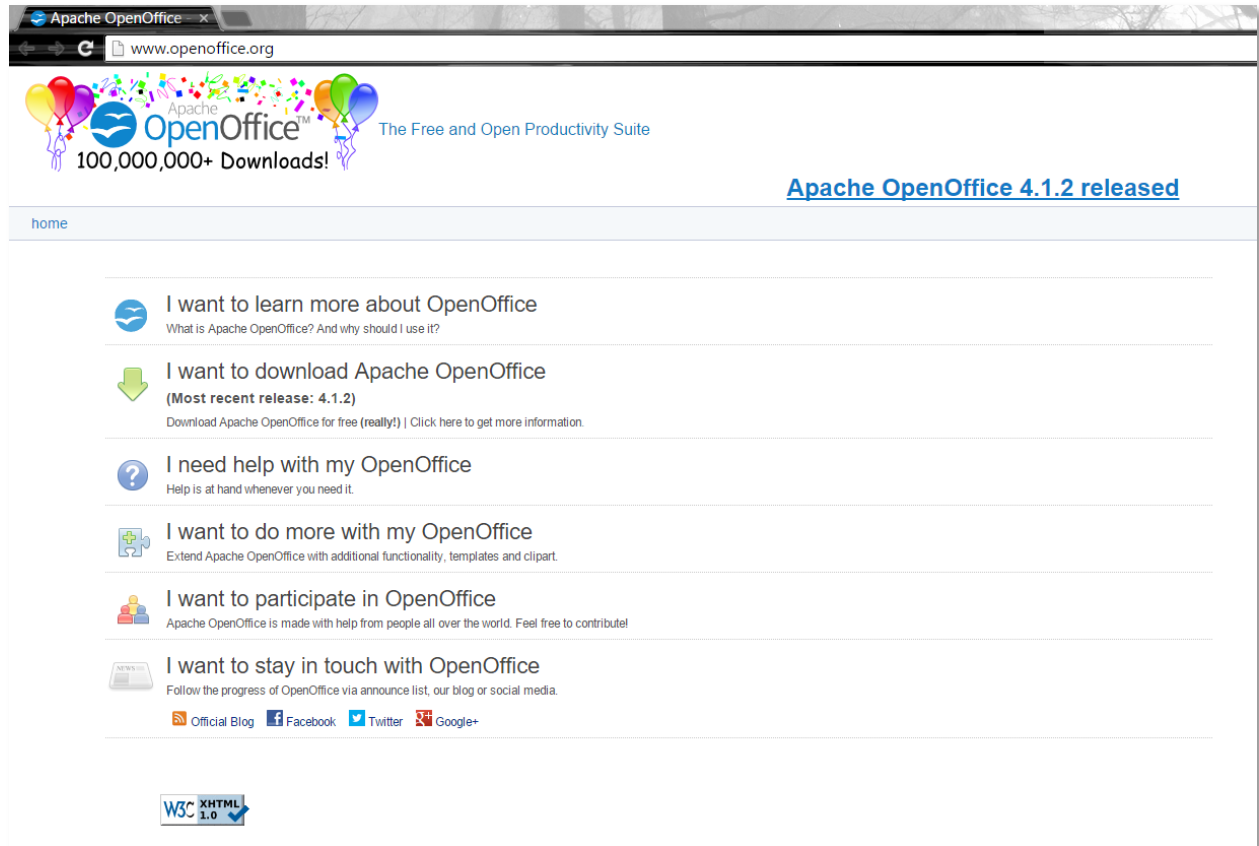 Apache OpenOffice -
www.openoffice.org
Apache
OpenOffice™
100,000,000+ Downloads!
The Free and Open Productivity Suite
Apache OpenOffice 4.1.2 released
home
I want to learn more about OpenOffice
What is Apache OpenOffice? And why should I use it?
I want to download Apache OpenOffice
(Most recent release: 4.1.2)
Download Apache OpenOffice for free (really!) | Click here to get more information.
I need help with my OpenOffice
Help is at hand whenever you need it.
I want to do more with my OpenOffice
Extend Apache OpenOffice with additional functionality, templates and clipart.
I want to participate in OpenOffice
Apache OpenOffice is made with help from people all over the world. Feel free to contribute!
NEWS
I want to stay in touch with OpenOffice
Follow the progress of OpenOffice via announce list, our blog or social media.
Official Blog Facebook Twitter Google+
W3C XHTML
1.0